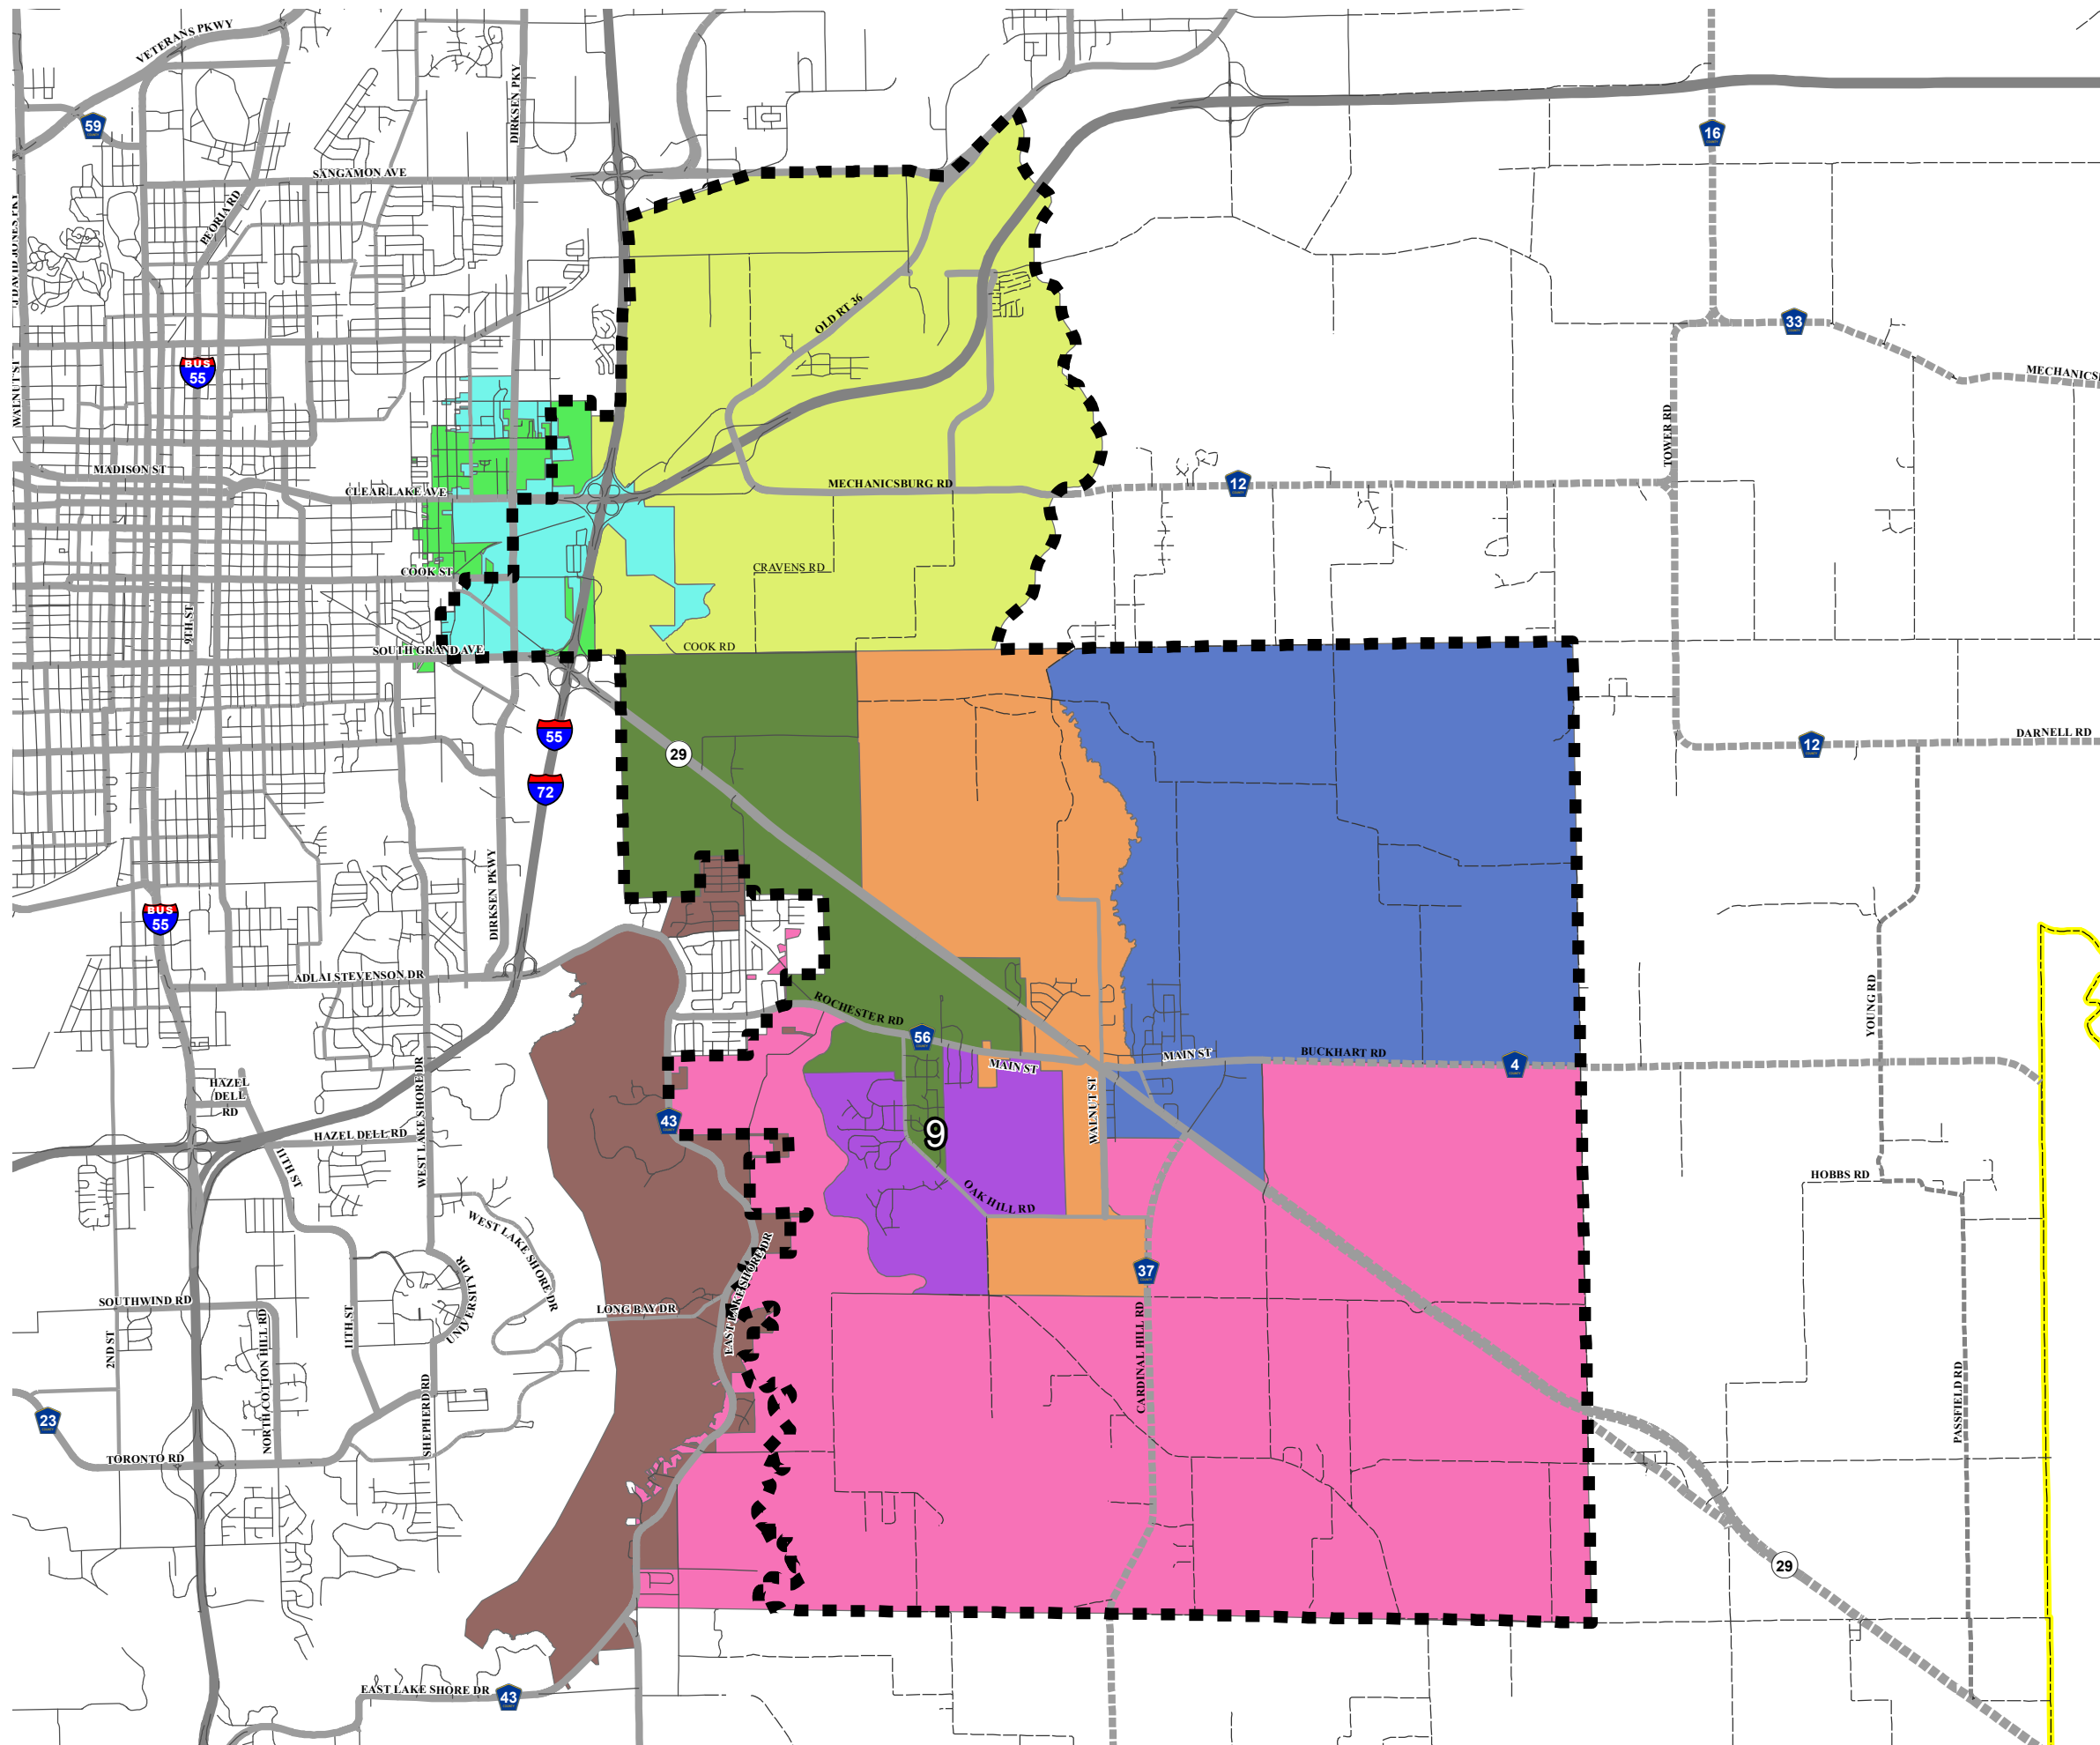 VETERANS PKWY
59
DIRKSEN PKY
16
SANGAMON AVE
PEORIA RD
J DAVID JONES PKY
OLD RT 36
33
MECHANICS
BUS
55
WALNUT ST
TOWER RD
MADISON ST
CLEAR LAKE AVE
MECHANICSBURG RD
12
COOK ST
CRAVENS RD
9TH ST
SOUTH GRAND AVE
COOK RD
55
29
12
DARNELL RD
72
DIRKSEN PKWY
BUS
55
ADLAI STEVENSON DR
ROCHESTER RD
YOUNG RD
56
MAIN ST
MAIN ST
BUCKHART RD
4
HAZEL
DELL
RD
WEST LAKE SHORE DR
WALNUT ST
43
9
HAZEL DELL RD
11TH ST
HOBBS RD
OAK HILL RD
WEST LAKE SHORE DR
EAST LAKE SHORE DR
37
UNIVERSITY DR
SOUTHWIND RD
LONG BAY DR
2ND ST
NORTH COTTON HILL RD
11TH ST
CARDINAL HILL RD
SHEPHERD RD
PASSFIELD RD
23
TORONTO RD
29
EAST LAKE SHORE DR
43